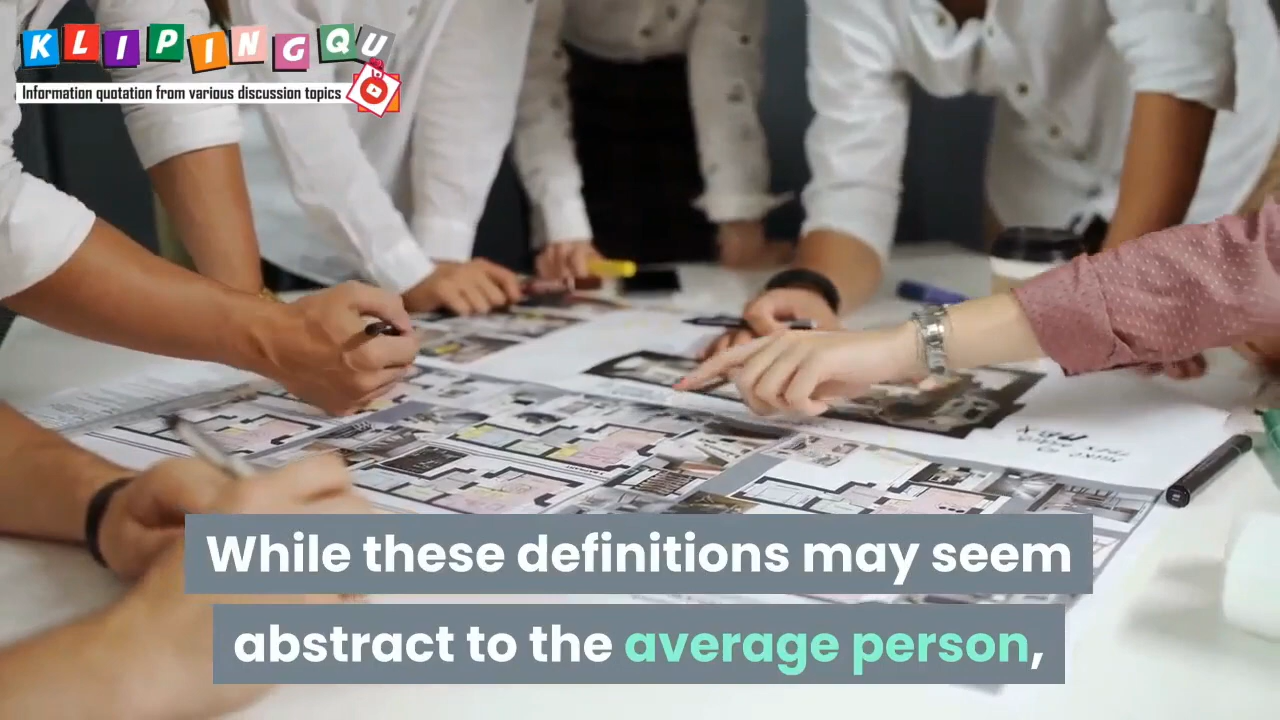 KLIPINGQU
Information quotation from various discussion topics
While these definitions may seem
abstract to the average person,